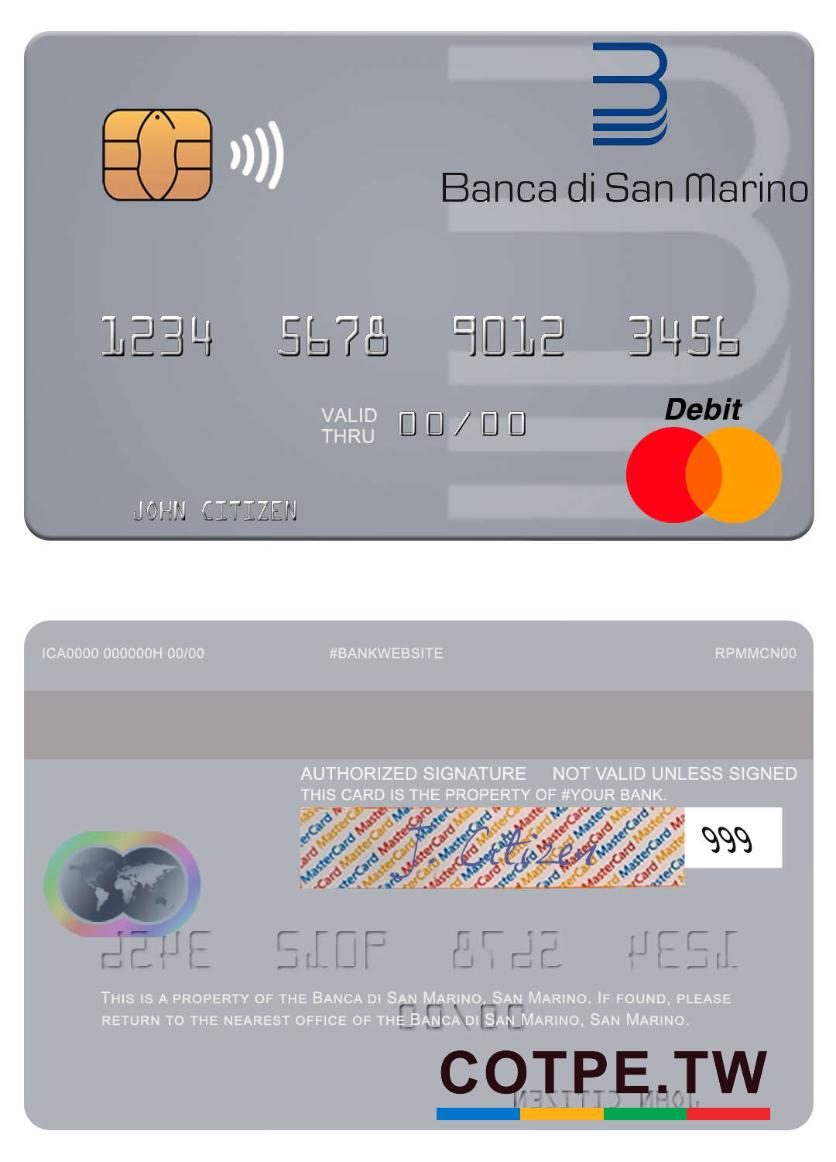 Banca di San Marino
1234 5678 9012 3456
Debit
VALID
THRU 00/00
JOHN CITIZEN
ICA0000 000000H 00/00 #BANKWEBSITE RPMMCN00
AUTHORIZED SIGNATURE NOT VALID UNLESS SIGNED
THIS CARD IS THE PROPERTY OF #YOUR BANK.
J. Citizen 999
THIS IS A PROPERTY OF THE BANCA DI SAN MARINO, SAN MARINO. IF FOUND, PLEASE
RETURN TO THE NEAREST OFFICE OF THE BANCA DI SAN MARINO, SAN MARINO.
COTPE.TW